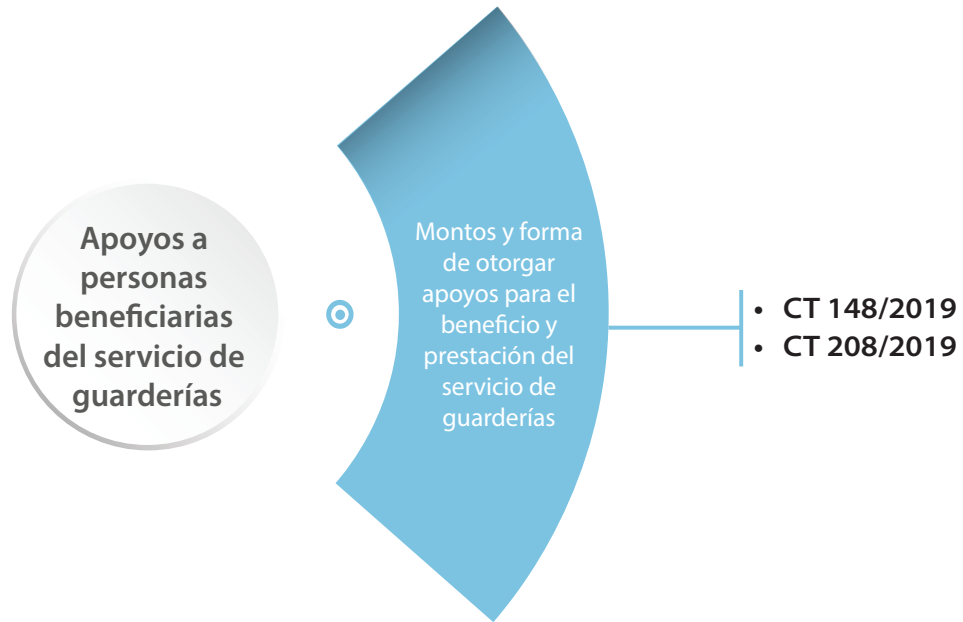 Apoyos a
personas
beneficiarias
del servicio de
guarderías
Montos y forma
de otorgar
apoyos para el
beneficio y
prestación del
servicio de
guarderías
• CT 148/2019
• CT 208/2019